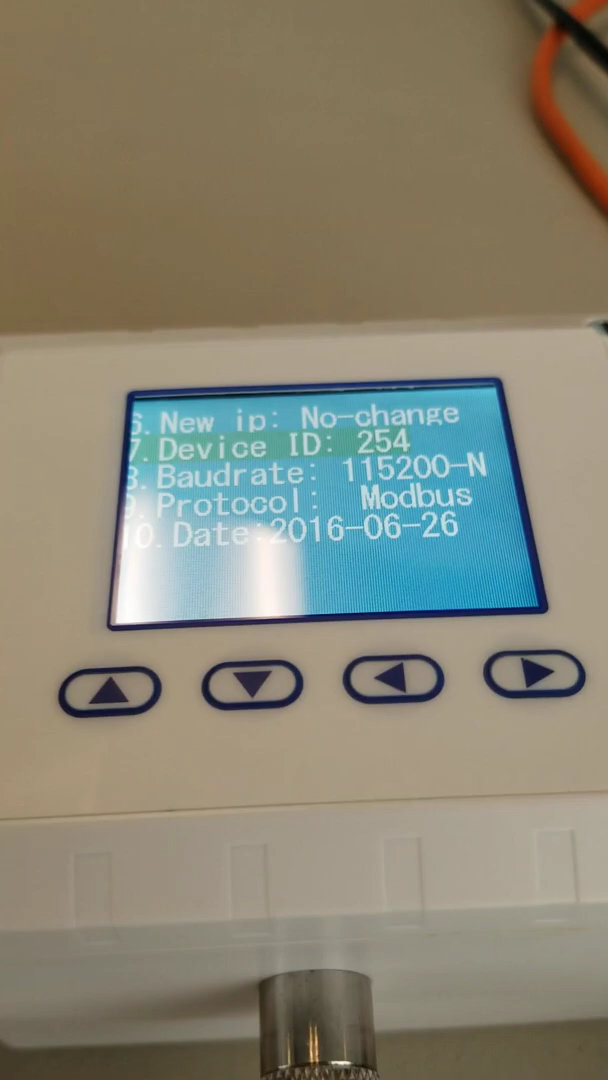 6. New ip: No-change
7. Device ID: 254
8. Baudrate: 115200-N
9. Protocol: Modbus
10. Date:2016-06-26